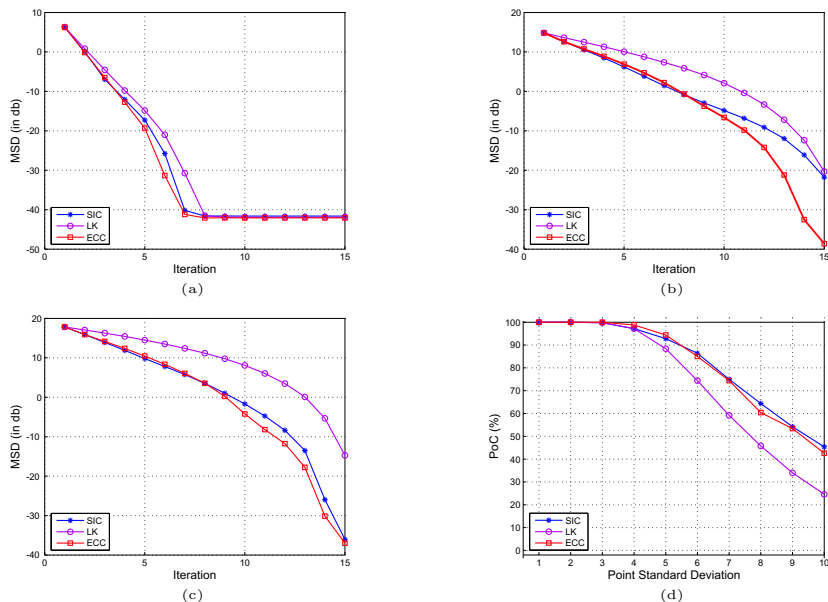 20
10
0
-10
-20
-30
-40
-50
MSD (in db)
SIC
LK
ECC
0
5
10
15
Iteration
(a)
20
10
0
-10
-20
-30
-40
MSD (in db)
SIC
LK
ECC
0
5
10
15
Iteration
(b)
20
10
0
-10
-20
-30
-40
MSD (in db)
SIC
LK
ECC
0
5
10
15
Iteration
(c)
100
90
80
70
60
50
40
30
20
10
0
PoC (%)
SIC
LK
ECC
1 2 3 4 5 6 7 8 9 10
Point Standard Deviation
(d)